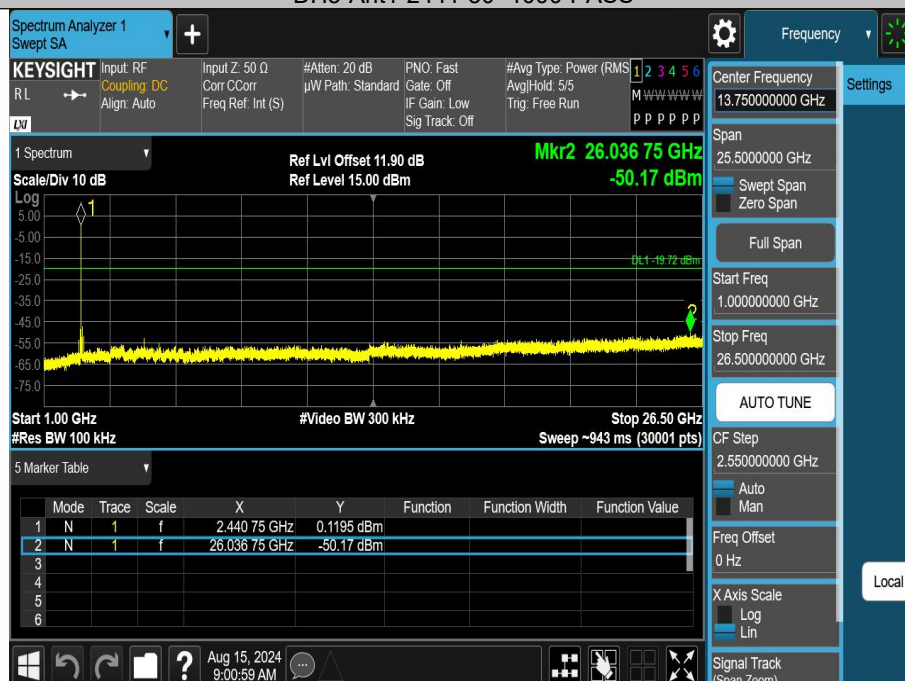 Spectrum Analyzer 1
Swept SA
+
Frequency
KEYSIGHT
RL
LXI
Input: RF
Coupling: DC
Align: Auto
Input Z: 50 Ω
Corr CCorr
Freq Ref: Int (S)
#Atten: 20 dB
µW Path: Standard
PNO: Fast
Gate: Off
IF Gain: Low
Sig Track: Off
#Avg Type: Power (RMS
Avg|Hold: 5/5
Trig: Free Run
1 2 3 4 5 6
M W W W W W
P P P P P P
1 Spectrum
Scale/Div 10 dB
Ref Lvl Offset 11.90 dB
Ref Level 15.00 dBm
Mkr2 26.036 75 GHz
-50.17 dBm
Log
5.00
-5.00
-15.0
-25.0
-35.0
-45.0
-55.0
-65.0
-75.0
1
DL1 -19.72 dBm
Start 1.00 GHz
#Video BW 300 kHz
Stop 26.50 GHz
#Res BW 100 kHz
Sweep ~943 ms (30001 pts)
5 Marker Table
Mode Trace Scale X Y Function Function Width Function Value
1 N 1 f 2.440 75 GHz 0.1195 dBm
2 N 1 f 26.036 75 GHz -50.17 dBm
3
4
5
6
?
Aug 15, 2024
9:00:59 AM
Center Frequency
13.750000000 GHz
Span
25.5000000 GHz
Swept Span
Zero Span
Full Span
Start Freq
1.000000000 GHz
Stop Freq
26.500000000 GHz
AUTO TUNE
CF Step
2.550000000 GHz
Auto
Man
Freq Offset
0 Hz
X Axis Scale
Log
Lin
Signal Track
(Span Zoom)
Settings
Local